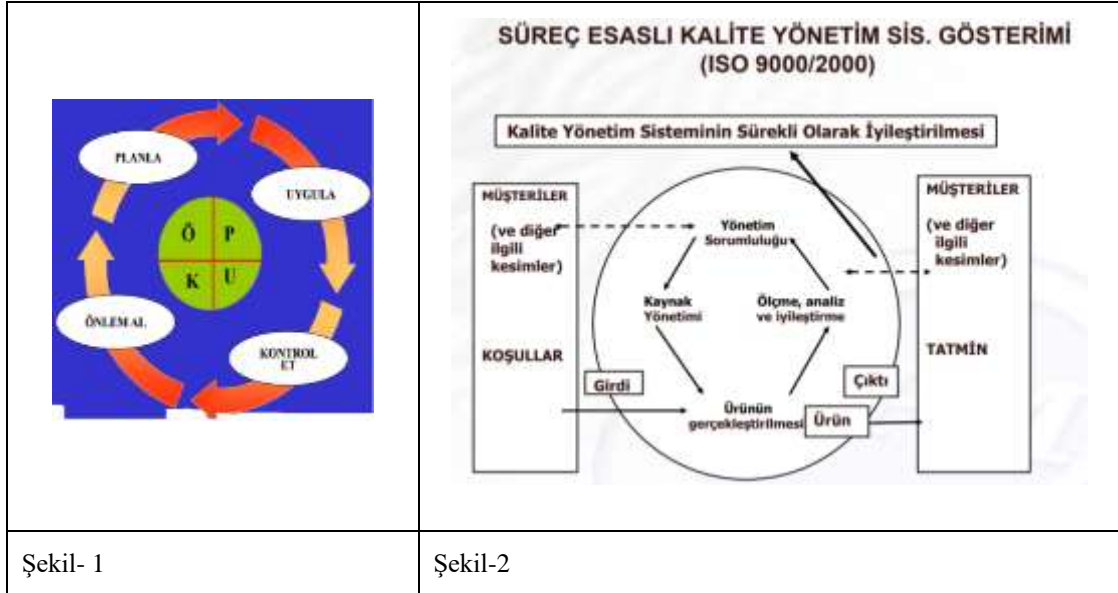 PLANLA
UYGULA
Ö P
K U
ÖNLEM AL
KONTROL
ET
SÜREÇ ESASLI KALİTE YÖNETİM SİS. GÖSTERİMİ
(ISO 9000/2000)
Kalite Yönetim Sisteminin Sürekli Olarak İyileştirilmesi
MÜŞTERİLER
(ve diğer
ilgili
kesimler)
KOŞULLAR
Yönetim
Sorumluluğu
Kaynak
Yönetimi
Ölçme, analiz
ve iyileştirme
Girdi
Ürünün
gerçekleştirilmesi
Ürün
Çıktı
MÜŞTERİLER
(ve diğer
ilgili
kesimler)
TATMİN
Şekil- 1
Şekil-2